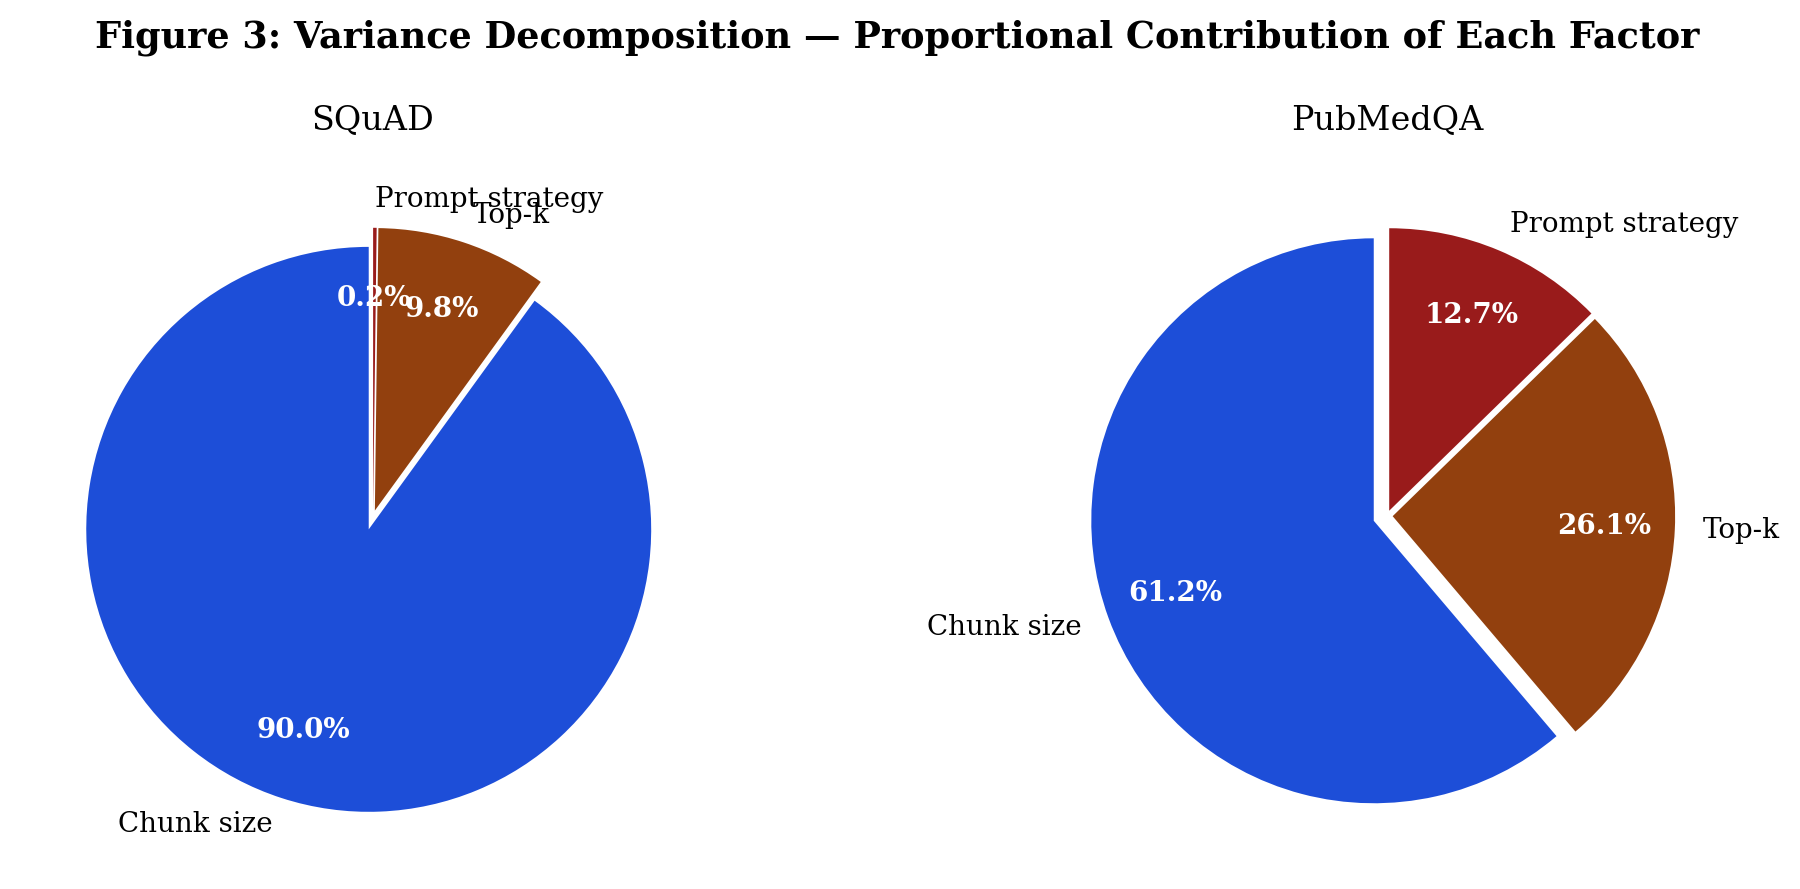 Figure 3: Variance Decomposition — Proportional Contribution of Each Factor
SQuAD
Prompt strategy
Top-k
0.2%
9.8%
90.0%
Chunk size
PubMedQA
Prompt strategy
12.7%
26.1%
Top-k
61.2%
Chunk size